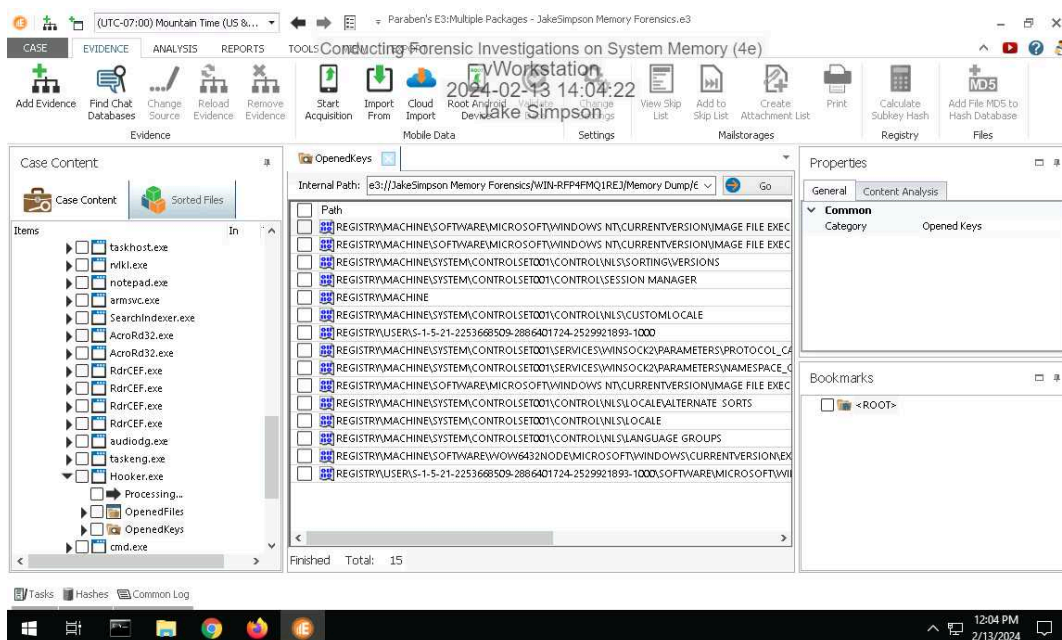 (UTC-07:00) Mountain Time (US &...
Paraben's E3:Multiple Packages - JakeSimpson Memory Forensics.e3
CASE EVIDENCE ANALYSIS REPORTS TOOLS
Conducting Forensic Investigations on System Memory (4e)
vWorkstation
2024-02-13 14:04:22
Jake Simpson
Add Evidence
Find Chat Databases
Change Source
Reload Evidence
Remove Evidence
Evidence
Start Acquisition
Import From
Cloud Import
Root Android Device
Mobile Data
Change Settings
Settings
View Skip List
Add to Skip List
Create Attachment List
Mailstorages
Print
Calculate Subkey Hash
Registry
MD5
Add File MD5 to Hash Database
Files
Case Content
Case Content
Sorted Files
Items In
taskhost.exe
rvlkl.exe
notepad.exe
armsvc.exe
SearchIndexer.exe
AcroRd32.exe
AcroRd32.exe
RdrCEF.exe
RdrCEF.exe
RdrCEF.exe
RdrCEF.exe
audiodg.exe
taskeng.exe
Hooker.exe
Processing...
OpenedFiles
OpenedKeys
cmd.exe
OpenedKeys
Internal Path: e3://JakeSimpson Memory Forensics/WIN-RFP4FMQ1REJ/Memory Dump/ Go
Path
REGISTRY\MACHINE\SOFTWARE\MICROSOFT\WINDOWS NT\CURRENTVERSION\IMAGE FILE EXEC
REGISTRY\MACHINE\SOFTWARE\MICROSOFT\WINDOWS NT\CURRENTVERSION\IMAGE FILE EXEC
REGISTRY\MACHINE\SYSTEM\CONTROLSET001\CONTROL\NLS\SORTING\VERSIONS
REGISTRY\MACHINE\SYSTEM\CONTROLSET001\CONTROL\SESSION MANAGER
REGISTRY\MACHINE
REGISTRY\MACHINE\SYSTEM\CONTROLSET001\CONTROL\NLS\CUSTOMLOCALE
REGISTRY\USER\S-1-5-21-2253668509-2886401724-2529921893-1000
REGISTRY\MACHINE\SYSTEM\CONTROLSET001\SERVICES\WINSOCK2\PARAMETERS\PROTOCOL_CA
REGISTRY\MACHINE\SYSTEM\CONTROLSET001\SERVICES\WINSOCK2\PARAMETERS\NAMESPACE_C
REGISTRY\MACHINE\SOFTWARE\MICROSOFT\WINDOWS NT\CURRENTVERSION\IMAGE FILE EXEC
REGISTRY\MACHINE\SYSTEM\CONTROLSET001\CONTROL\NLS\LOCALE\ALTERNATE SORTS
REGISTRY\MACHINE\SYSTEM\CONTROLSET001\CONTROL\NLS\LOCALE
REGISTRY\MACHINE\SYSTEM\CONTROLSET001\CONTROL\NLS\LANGUAGE GROUPS
REGISTRY\MACHINE\SOFTWARE\WOW6432NODE\MICROSOFT\WINDOWS\CURRENTVERSION\EX
REGISTRY\USER\S-1-5-21-2253668509-2886401724-2529921893-1000\SOFTWARE\MICROSOFT\WI
Finished Total: 15
Properties
General Content Analysis
Common
Category Opened Keys
Bookmarks
<ROOT>
Tasks Hashes Common Log
12:04 PM
2/13/2024